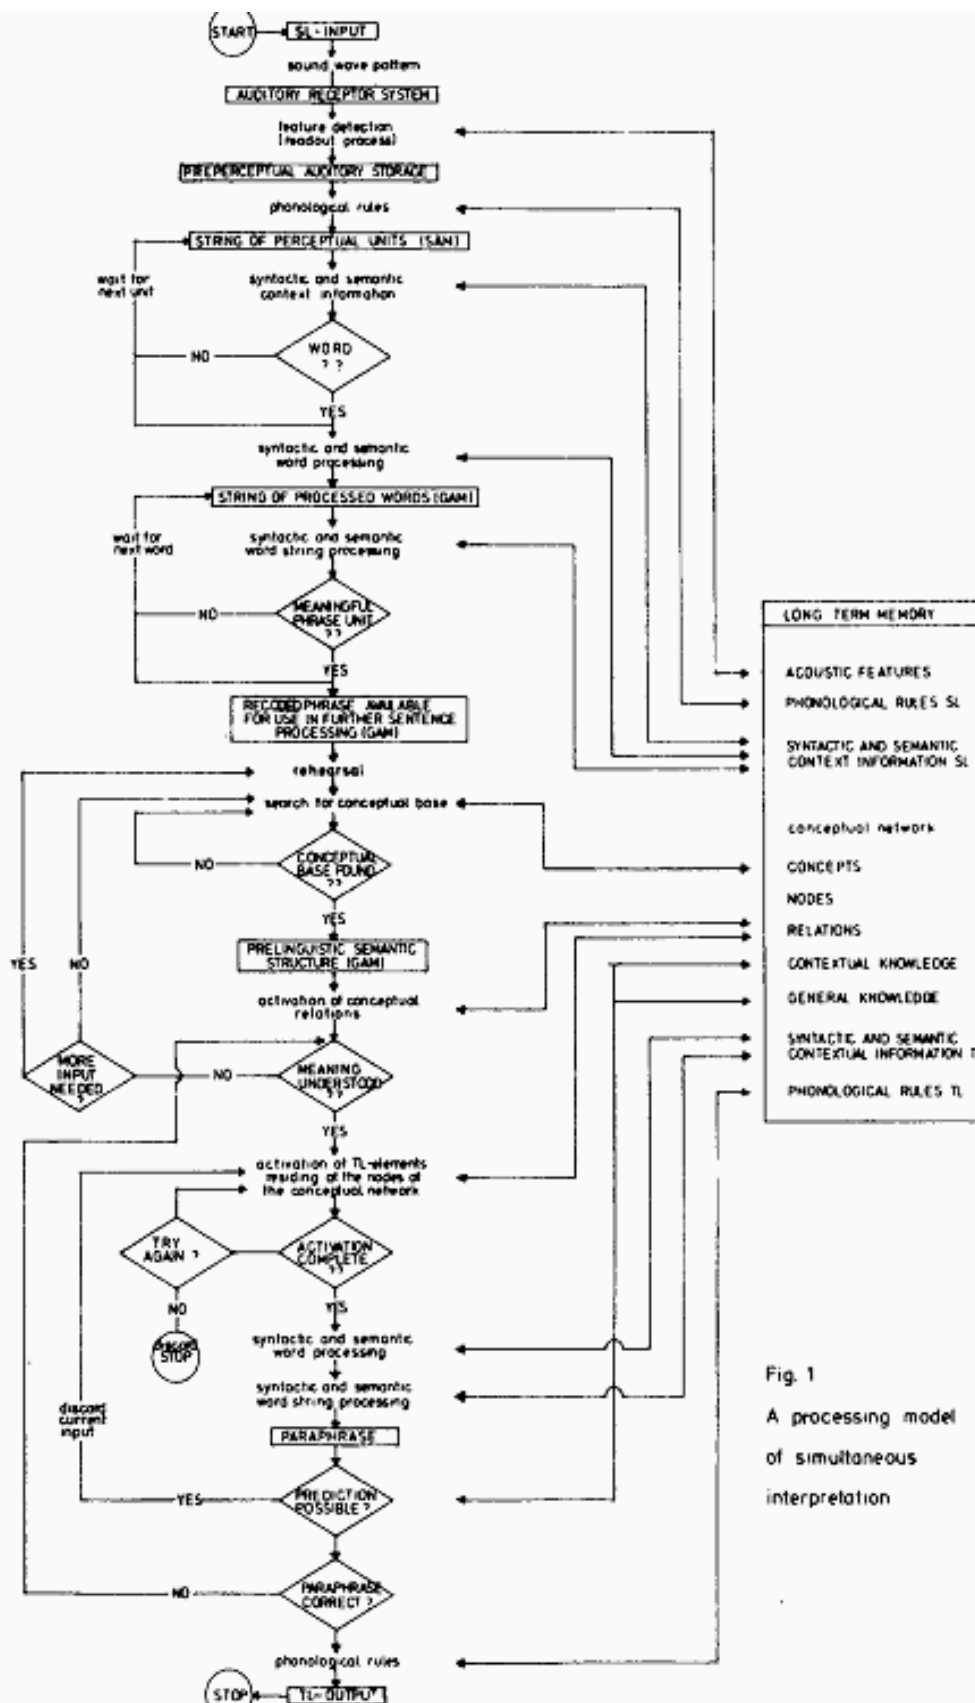 START
SL-INPUT
sound wave pattern
AUDITORY RECEPTOR SYSTEM
feature detection
(readout process)
PREPERCEPTUAL AUDITORY STORAGE
phonological rules
STRING OF PERCEPTUAL UNITS (SAM)
wait for
next unit
syntactic and semantic
context information
WORD
? ?
NO
YES
syntactic and semantic
word processing
STRING OF PROCESSED WORDS (GAM)
wait for
next word
syntactic and semantic
word string processing
MEANINGFUL
PHRASE UNIT
? ?
NO
YES
RECODED PHRASE AVAILABLE
FOR USE IN FURTHER SENTENCE
PROCESSING (GAM)
rehearsal
search for conceptual base
CONCEPTUAL
BASE FOUND
? ?
NO
YES
PRELINGUISTIC SEMANTIC
STRUCTURE (GAM)
YES
NO
activation of conceptual
relations
MORE
INPUT
NEEDED
?
NO
MEANING
UNDERSTOOD
? ?
YES
activation of TL-elements
residing at the nodes of
the conceptual network
TRY
AGAIN ?
ACTIVATION
COMPLETE
? ?
NO
YES
STOP
syntactic and semantic
word processing
syntactic and semantic
word string processing
discard
current
input
PARAPHRASE
YES
PREDICTION
POSSIBLE ?
NO
PARAPHRASE
CORRECT ?
phonological rules
STOP
TL-OUTPUT
LONG TERM MEMORY
ACOUSTIC FEATURES
PHONOLOGICAL RULES SL
SYNTACTIC AND SEMANTIC
CONTEXT INFORMATION SL
conceptual network
CONCEPTS
NODES
RELATIONS
CONTEXTUAL KNOWLEDGE
GENERAL KNOWLEDGE
SYNTACTIC AND SEMANTIC
CONTEXTUAL INFORMATION T
PHONOLOGICAL RULES TL
Fig. 1
A processing model
of simultaneous
interpretation